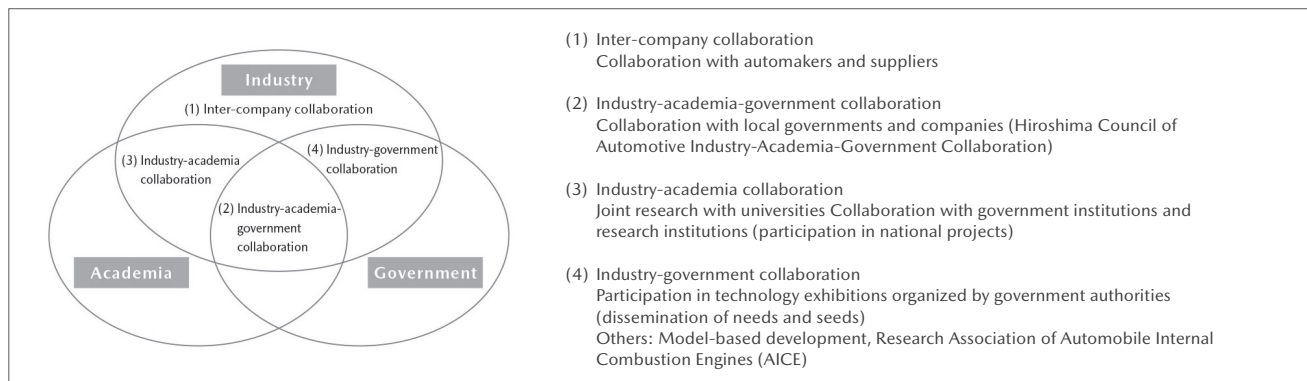 Industry
(1) Inter-company collaboration
(3) Industry-academia
collaboration
(4) Industry-government
collaboration
(2) Industry-academia-
government
collaboration
Academia
Government
(1) Inter-company collaboration
Collaboration with automakers and suppliers
(2) Industry-academia-government collaboration
Collaboration with local governments and companies (Hiroshima Council of
Automotive Industry-Academia-Government Collaboration)
(3) Industry-academia collaboration
Joint research with universities Collaboration with government institutions and
research institutions (participation in national projects)
(4) Industry-government collaboration
Participation in technology exhibitions organized by government authorities
(dissemination of needs and seeds)
Others: Model-based development, Research Association of Automobile Internal
Combustion Engines (AICE)